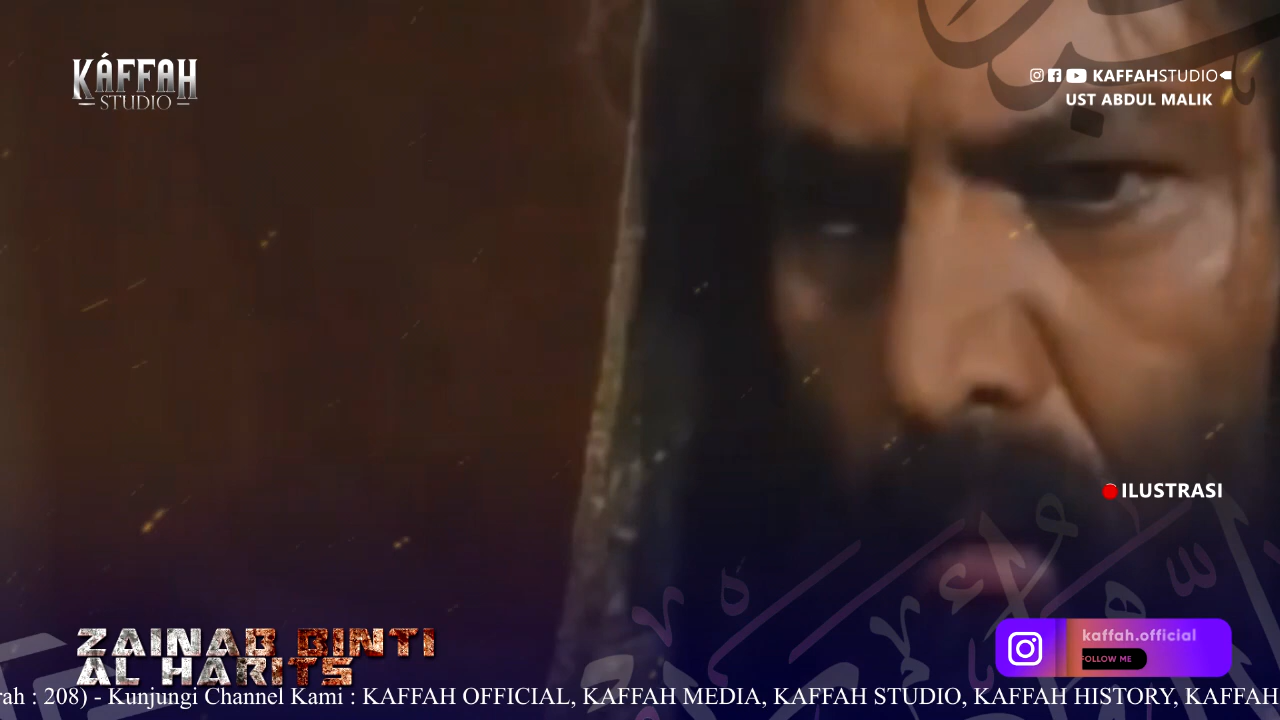 KÁFFAH
STUDIO
KAFFAHSTUDIO
UST ABDUL MALIK
ILUSTRASI
kaffah.official
FOLLOW ME
ZAINAB BINTI
AL HARITS
rah : 208) - Kunjungi Channel Kami : KAFFAH OFFICIAL, KAFFAH MEDIA, KAFFAH STUDIO, KAFFAH HISTORY, KAFFAH